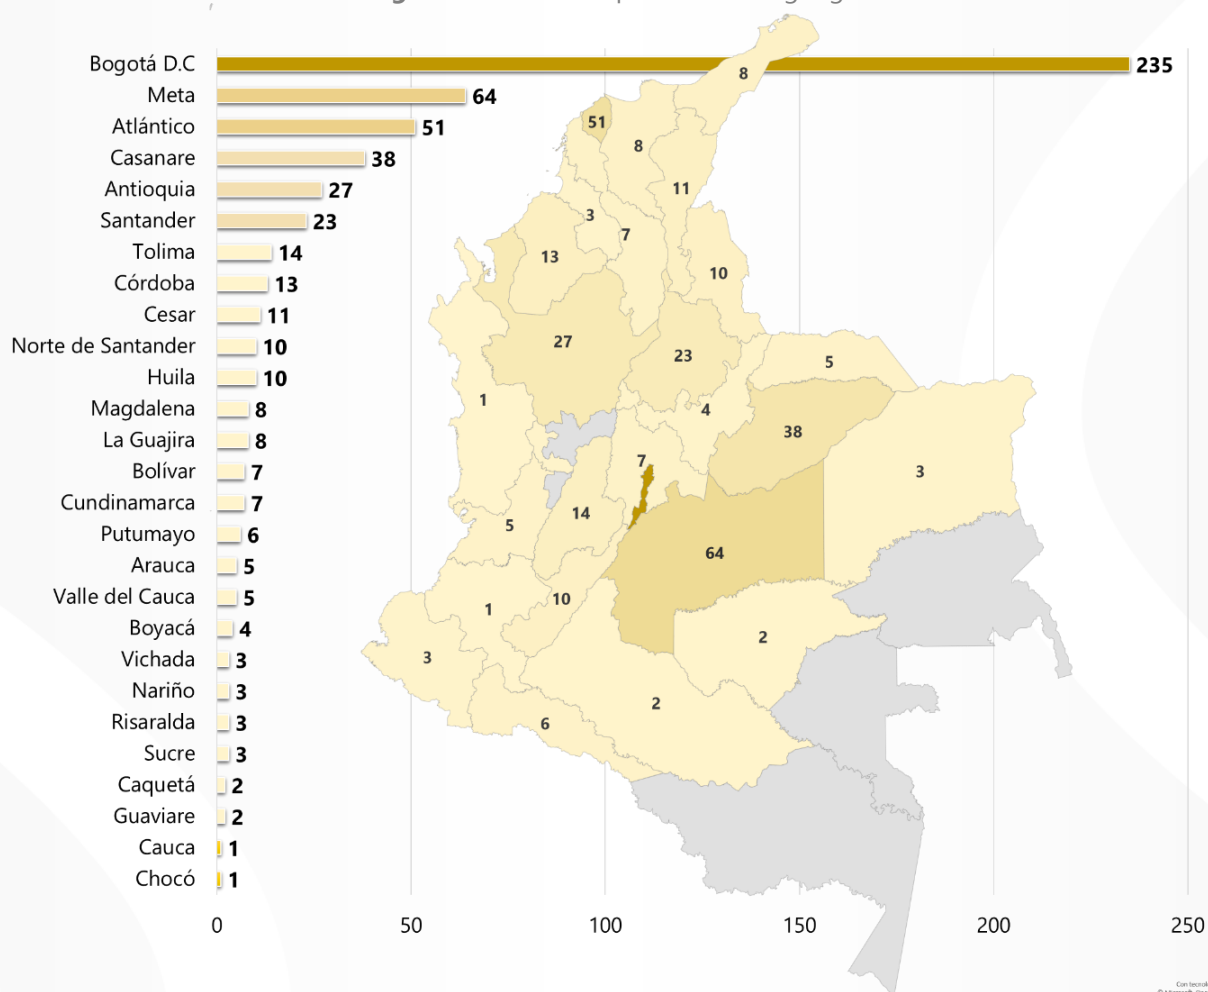 Bogotá D.C 235
Meta 64
Atlántico 51
Casanare 38
Antioquia 27
Santander 23
Tolima 14
Córdoba 13
Cesar 11
Norte de Santander 10
Huila 10
Magdalena 8
La Guajira 8
Bolívar 7
Cundinamarca 7
Putumayo 6
Arauca 5
Valle del Cauca 5
Boyacá 4
Vichada 3
Nariño 3
Risaralda 3
Sucre 3
Caquetá 2
Guaviare 2
Cauca 1
Chocó 1
0 50 100 150 200 250
8
51
8
11
3
7
13
10
27
23
5
1
4
38
7
3
14
5
64
10
1
2
3
2
6
Con tecnol